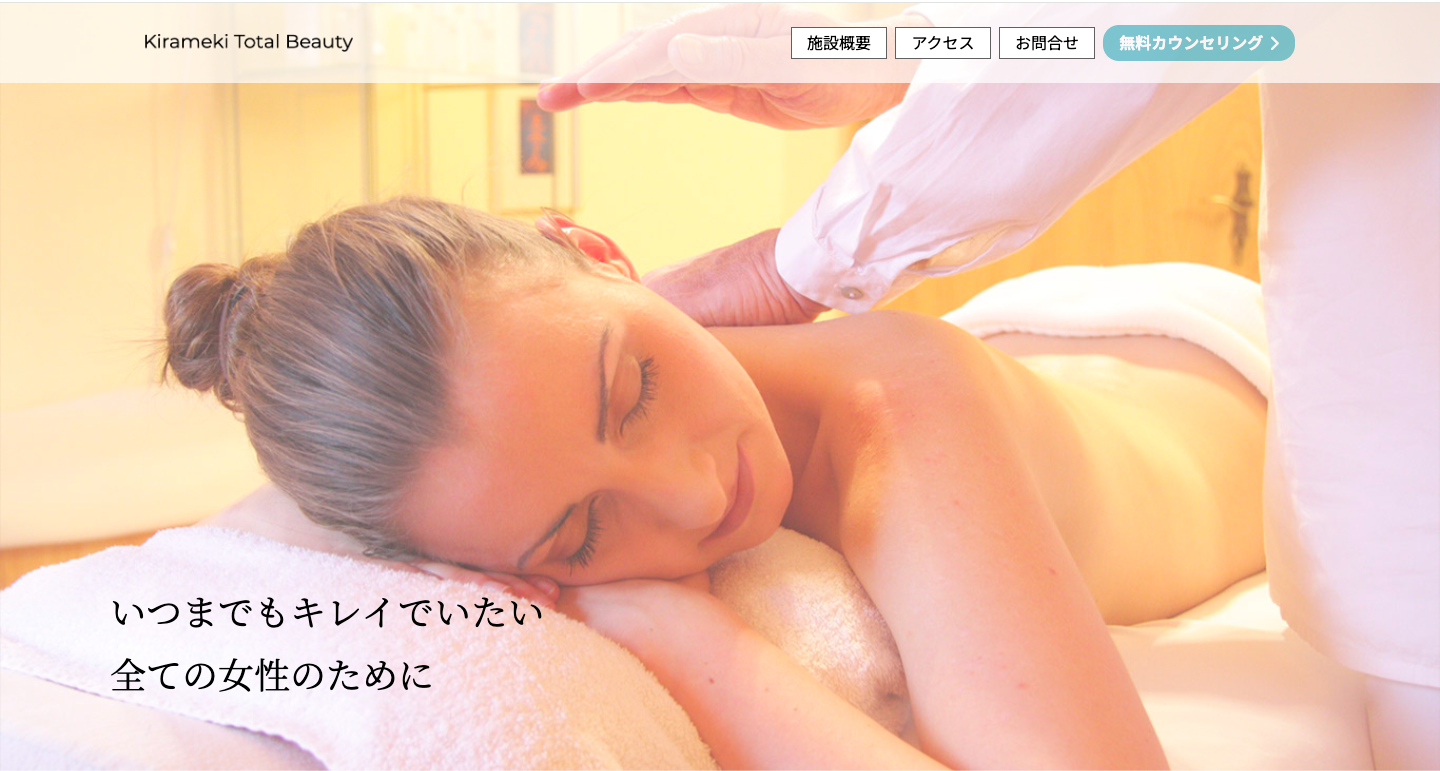 Kirameki Total Beauty
施設概要
アクセス
お問合せ
無料カウンセリング
いつまでもキレイでいたい
全ての女性のために